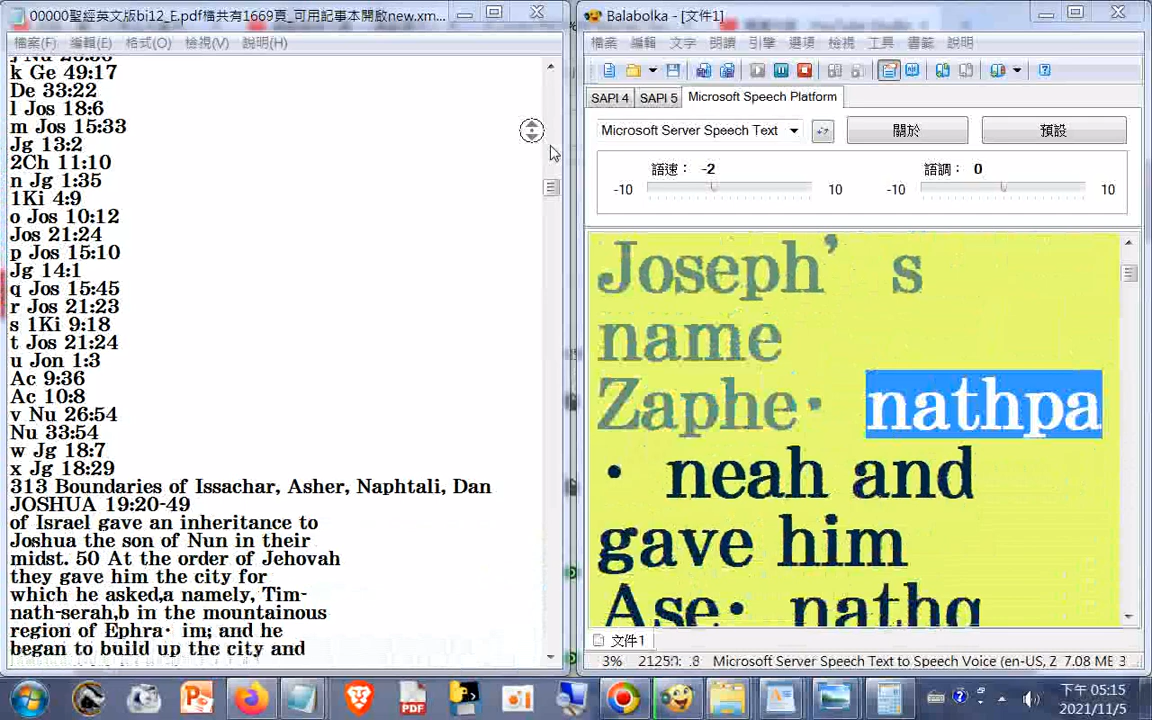 00000聖經英文版bi12_E.pdf檔共有1669頁_可用記事本開啟new.xm...
檔案(F) 編輯(E) 格式(O) 檢視(V) 說明(H)
k Ge 49:17
De 33:22
l Jos 18:6
m Jos 15:33
Jg 13:2
2Ch 11:10
n Jg 1:35
1Ki 4:9
o Jos 10:12
Jos 21:24
p Jos 15:10
Jg 14:1
q Jos 15:45
r Jos 21:23
s 1Ki 9:18
t Jos 21:24
u Jon 1:3
Ac 9:36
Ac 10:8
v Nu 26:54
Nu 33:54
w Jg 18:7
x Jg 18:29
313 Boundaries of Issachar, Asher, Naphtali, Dan
JOSHUA 19:20-49
of Israel gave an inheritance to
Joshua the son of Nun in their
midst. 50 At the order of Jehovah
they gave him the city for
which he asked,a namely, Tim-
nath-serah,b in the mountainous
region of Ephra· im; and he
began to build up the city and
Balabolka - [文件1]
檔案 編輯 文字 朗讀 引擎 選項 檢視 工具 書籤 說明
SAPI 4 SAPI 5 Microsoft Speech Platform
Microsoft Server Speech Text 關於 預設
語速： -2 語調： 0
-10 10 -10 10
Joseph’s
name
Zaphe· nathpa
· neah and
gave him
Ase· nathq
文件1
3% Microsoft Server Speech Text to Speech Voice (en-US, 2 7.08 MB 3
PDF
下午 05:15
2021/11/5